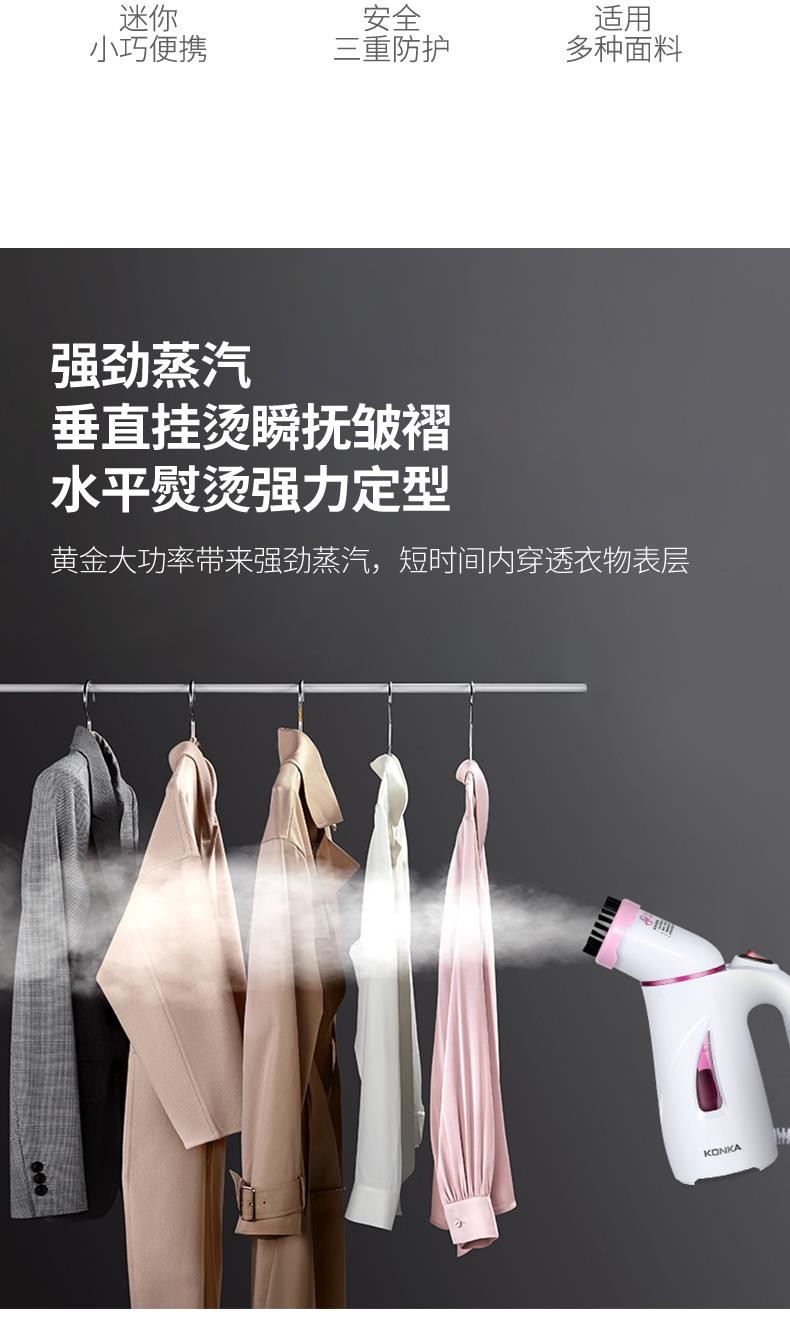 迷你
小巧便携
安全
三重防护
适用
多种面料
强劲蒸汽
垂直挂烫瞬抚皱褶
水平熨烫强力定型
黄金大功率带来强劲蒸汽，短时间内穿透衣物表层
KONKA